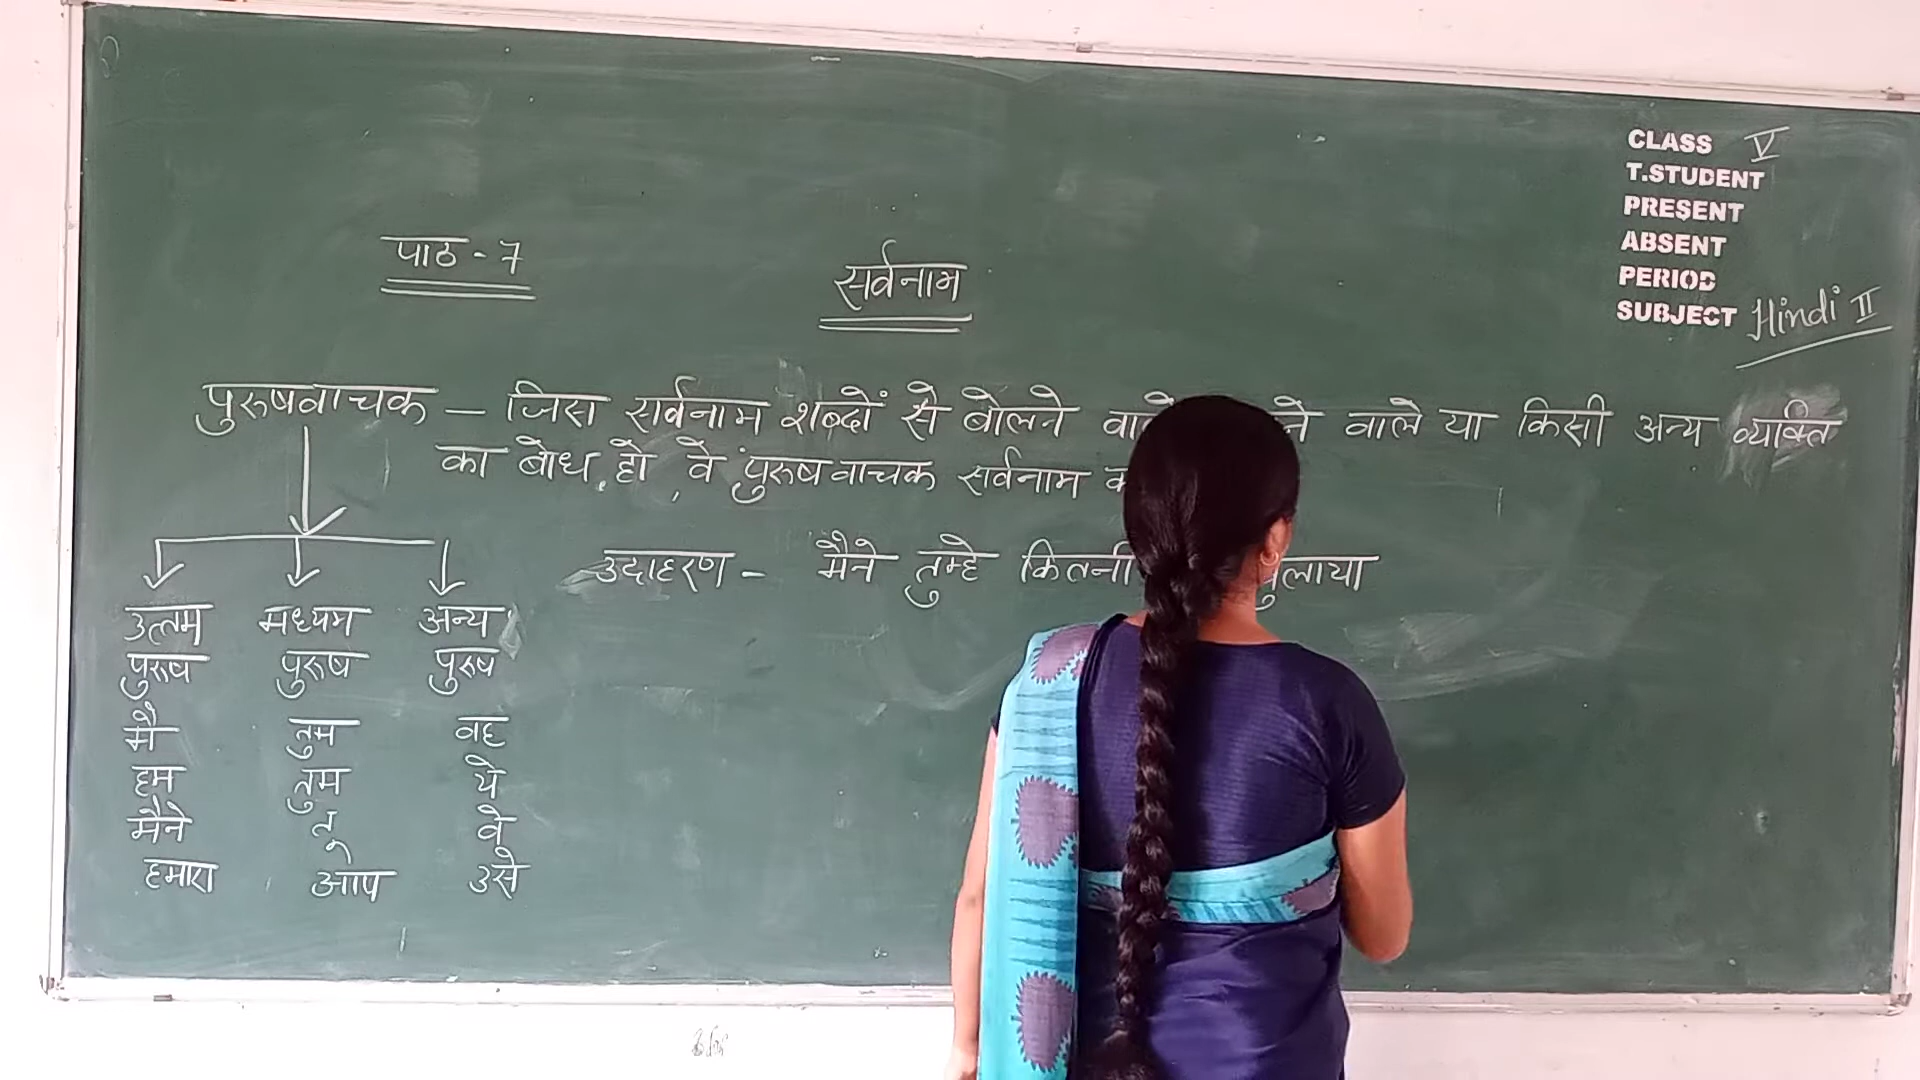 CLASS V
T.STUDENT
PRESENT
ABSENT
PERIOD
SUBJECT Hindi II
पाठ - 7
सर्वनाम
पुरुषवाचक — जिस सर्वनाम शब्दों से बोलने वाले या किसी अन्य व्यक्ति
का बोध हो, वे पुरुषवाचक सर्वनाम
उदाहरण - मैने तुम्हे कितनी
उत्तम मध्यम अन्य
पुरुष पुरुष पुरुष
मै तुम वह
हम तुम ये
मैने तू वे
हमारा आप उसे